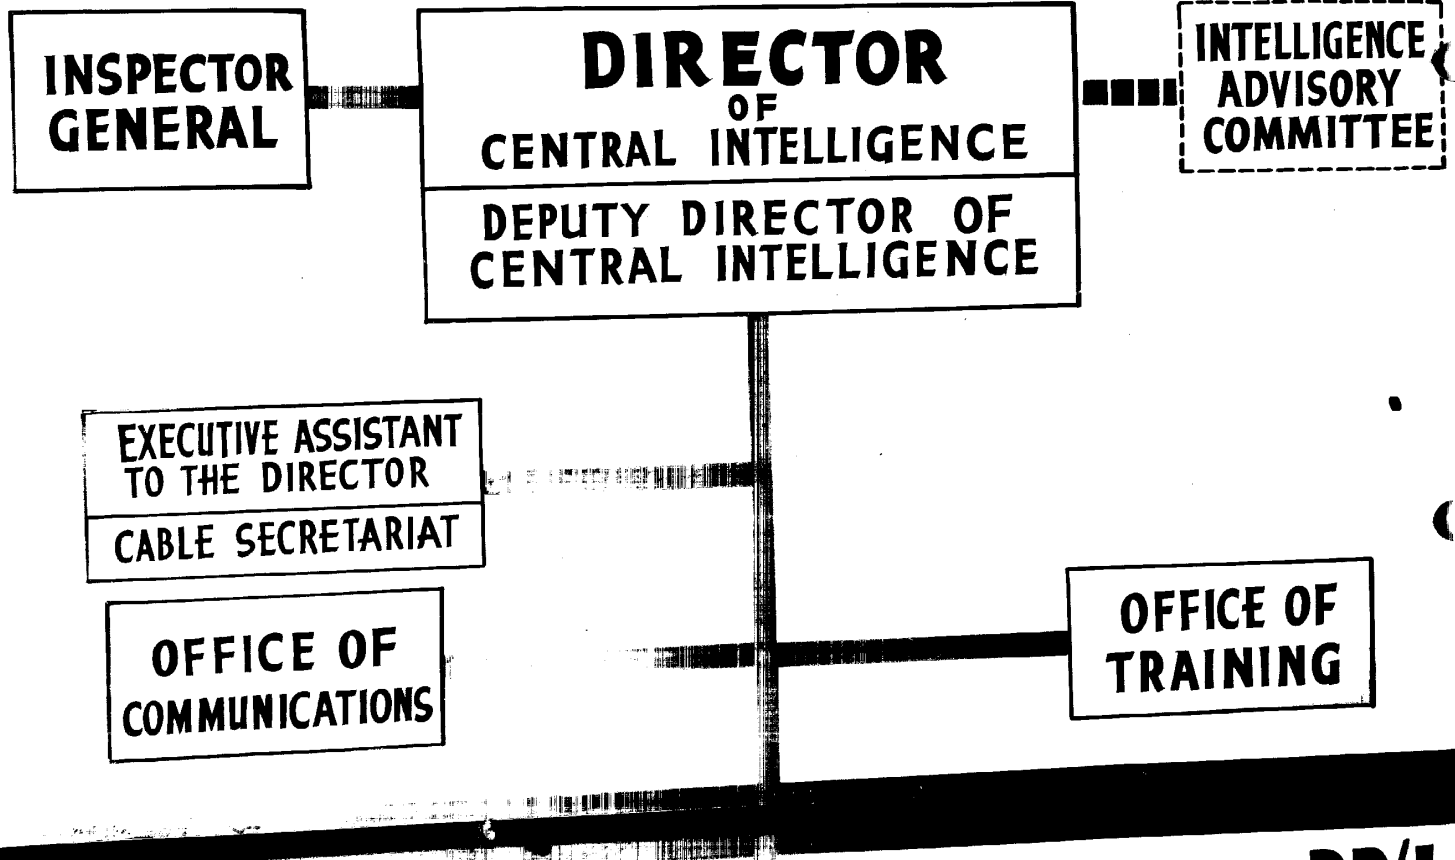 INSPECTOR
GENERAL
DIRECTOR
OF
CENTRAL INTELLIGENCE
DEPUTY DIRECTOR OF
CENTRAL INTELLIGENCE
INTELLIGENCE
ADVISORY
COMMITTEE
EXECUTIVE ASSISTANT
TO THE DIRECTOR
CABLE SECRETARIAT
OFFICE OF
COMMUNICATIONS
OFFICE OF
TRAINING